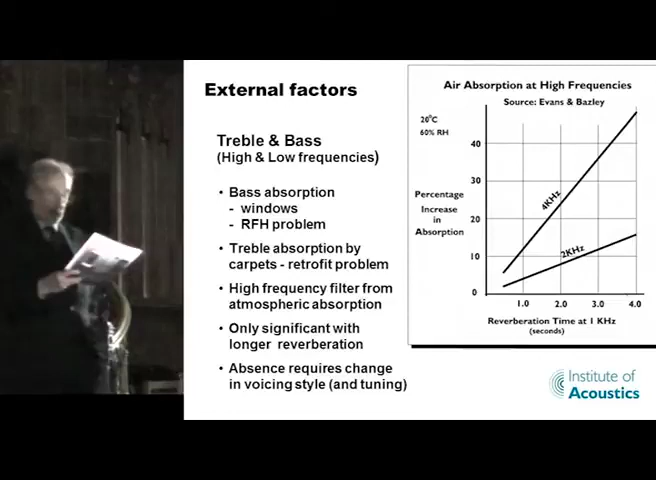 External factors
Treble & Bass
(High & Low frequencies)
• Bass absorption
- windows
- RFH problem
• Treble absorption by
carpets - retrofit problem
• High frequency filter from
atmospheric absorption
• Only significant with
longer reverberation
• Absence requires change
in voicing style (and tuning)
Air Absorption at High Frequencies
Source: Evans & Bazley
20°C
60% RH
Percentage
Increase
in
Absorption
40
30
20
10
0
4KHz
2KHz
1.0 2.0 3.0 4.0
Reverberation Time at 1 KHz
(seconds)
Institute of
Acoustics